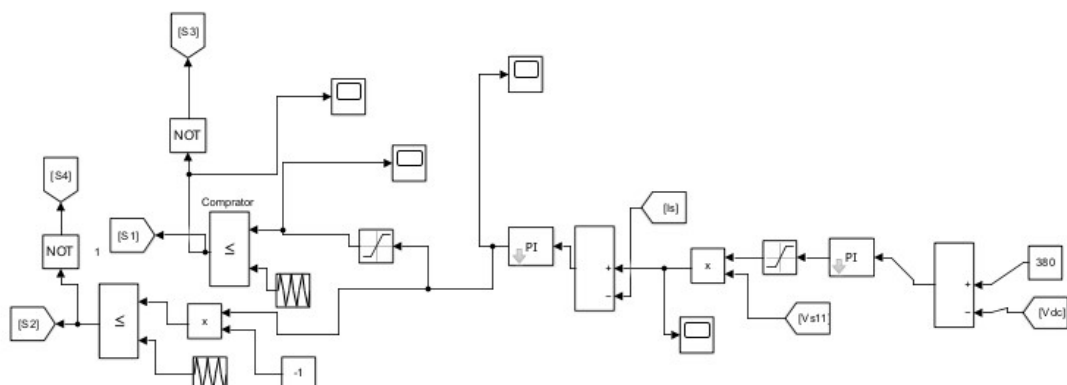 [S3]
NOT
[S4]
Comprator
[Is]
[S1]
NOT
1
≤
PI
+
−
x
PI
380
+
−
[Vs11]
[Vdc]
[S2]
≤
x
-1